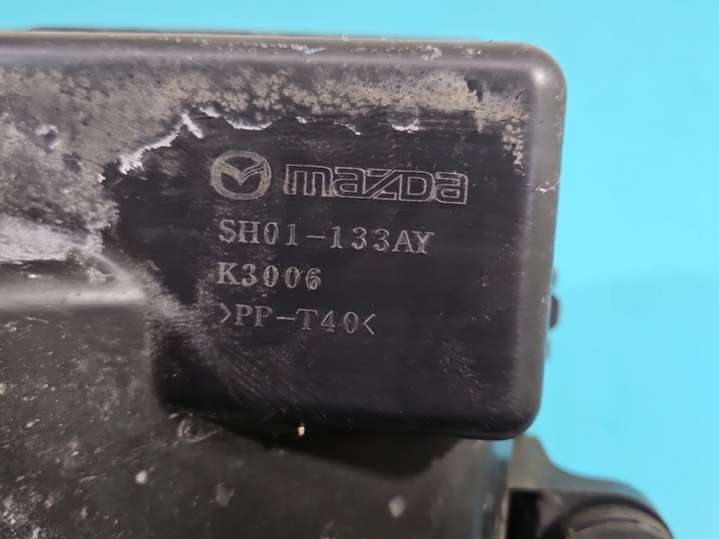 mazda
SH01-133AY
K3006
>PP-T40<